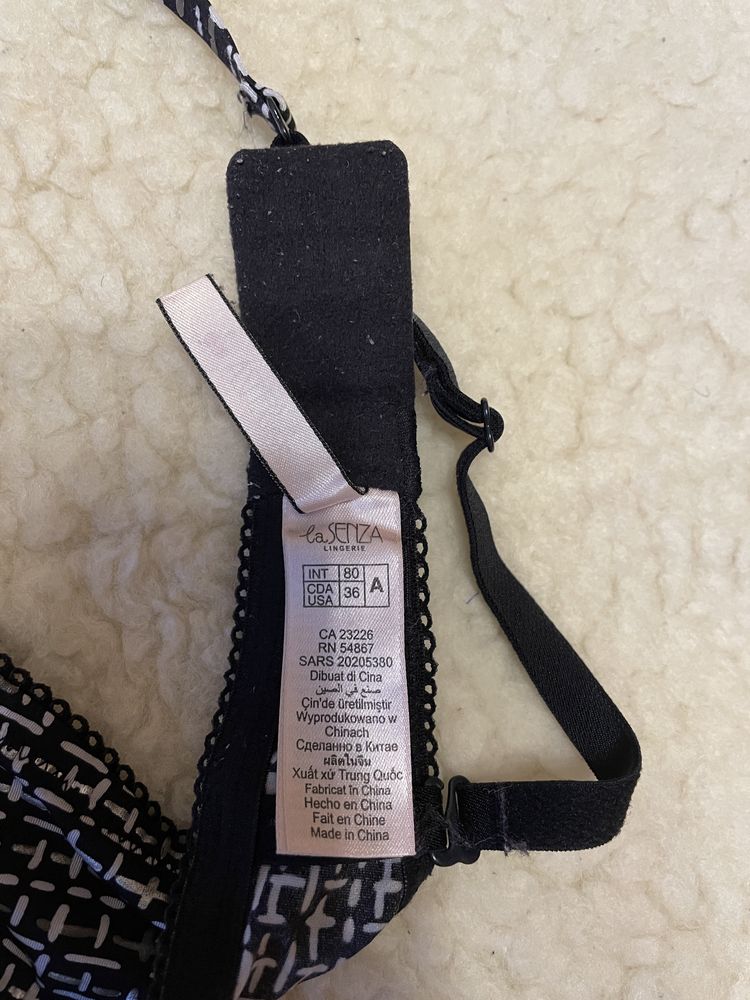 la SENZA
LINGERIE
INT 80 A
CDA USA 36
CA 23226
RN 54867
SARS 20205380
Dibuat di Cina
صنع في الصين
Çin'de üretilmiştir
Wyprodukowano w
Chinach
Сделанно в Китае
ผลิตในจีน
Xuất xứ Trung Quốc
Fabricat în China
Hecho en China
Fait en Chine
Made in China